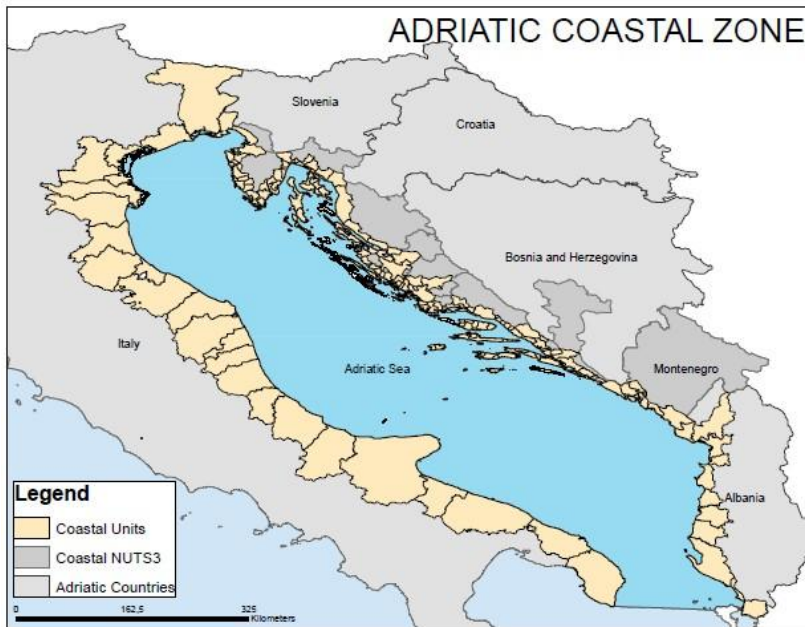 ADRIATIC COASTAL ZONE
Slovenia
Croatia
Bosnia and Herzegovina
Italy
Adriatic Sea
Montenegro
Albania
Legend
Coastal Units
Coastal NUTS3
Adriatic Countries
0 162,5 325
Kilometers